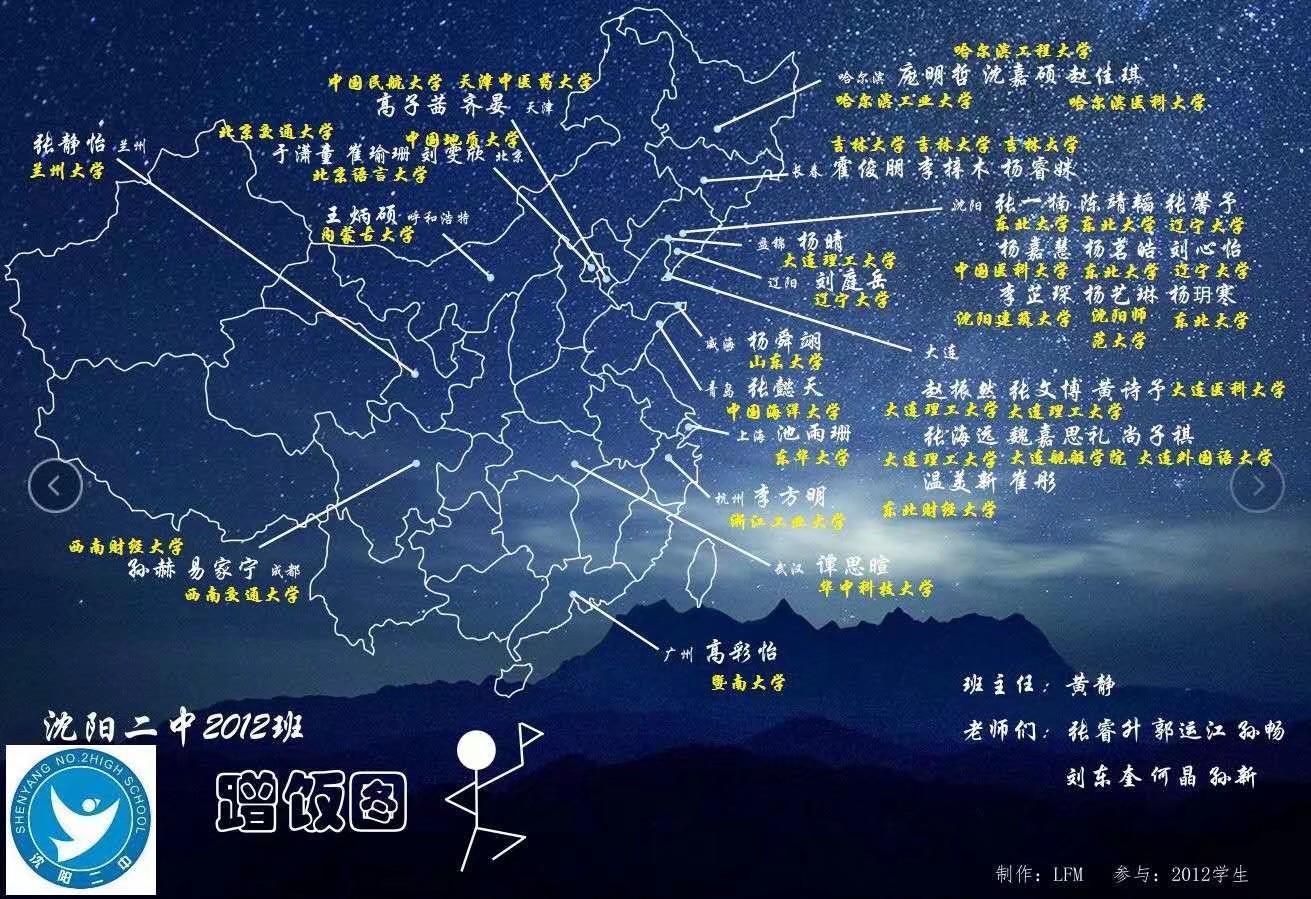 哈尔滨工程大学
哈尔滨 庞明哲 沈嘉硕 赵佳琪
哈尔滨工业大学 哈尔滨医科大学
中国民航大学 天津中医药大学
高子茜 齐晏 天津
北京交通大学 中国地质大学
于潇童 崔瑜珊 刘雯欣 北京
北京语言大学
张静怡 兰州
兰州大学
王炳硕 呼和浩特
内蒙古大学
吉林大学 吉林大学 吉林大学
长春 霍俊朋 李梓木 杨睿姝
沈阳 张一楠 陈靖韬 张馨予
东北大学 东北大学 辽宁大学
杨嘉慧 杨茗皓 刘心怡
中国医科大学 东北大学 辽宁大学
李芷琛 杨艺琳 杨玥寒
沈阳建筑大学 沈阳师范大学 东北大学
盘锦 杨晴
大连理工大学
辽阳 刘庭岳
辽宁大学
大连
赵振然 张文博 黄诗予 大连医科大学
大连理工大学 大连理工大学
张海远 魏嘉思礼 尚子祺
大连理工大学 大连舰艇学院 大连外国语大学
温美新 崔彤
东北财经大学
威海 杨舜翊
山东大学
青岛 张懿天
中国海洋大学
上海 池雨珊
东华大学
杭州 李方明
浙江工业大学
武汉 谭思暄
华中科技大学
西南财经大学
孙赫 易家宁 成都
西南交通大学
广州 高彩怡
暨南大学
沈阳二中2012班
蹭饭图
SHENYANG NO.2HIGH SCHOOL
沈阳二中
班主任：黄静
老师们：张睿升 郭运江 孙畅
刘东奎 何晶 孙新
制作：LFM 参与：2012学生